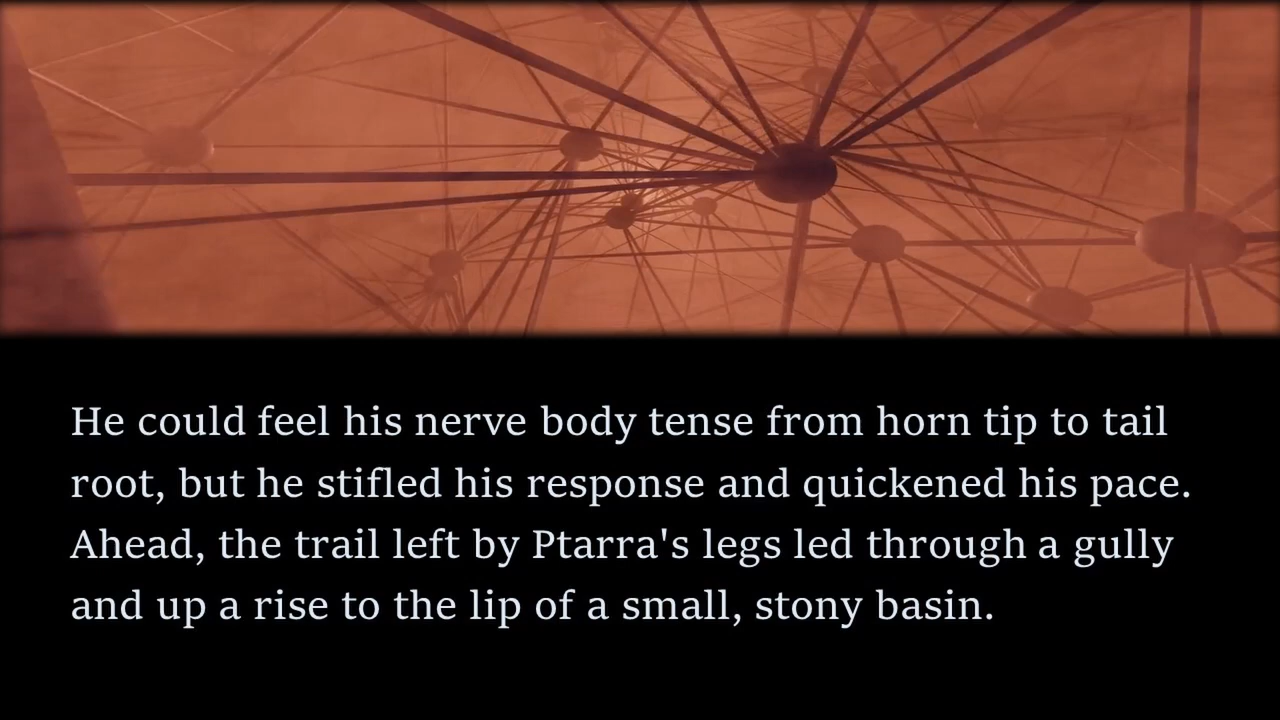 He could feel his nerve body tense from horn tip to tail
root, but he stifled his response and quickened his pace.
Ahead, the trail left by Ptarra's legs led through a gully
and up a rise to the lip of a small, stony basin.